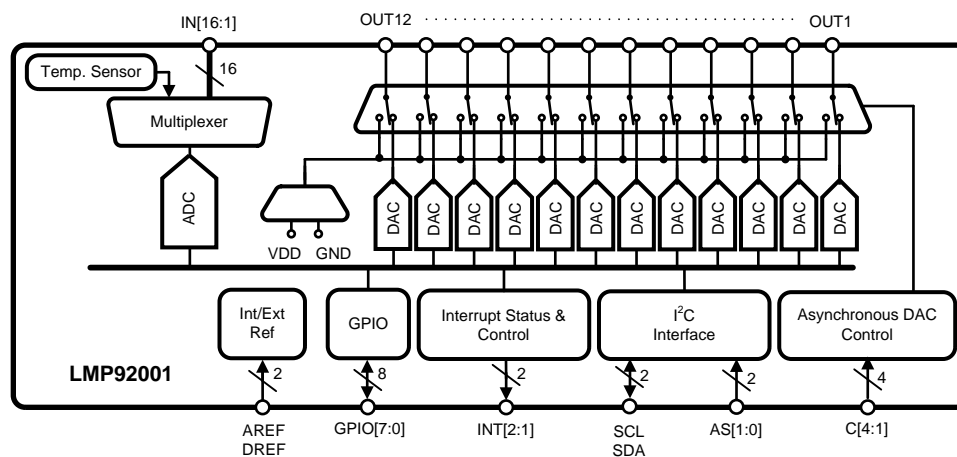 IN[16:1]
OUT12
OUT1
Temp. Sensor
16
Multiplexer
ADC
VDD
GND
DAC
DAC
DAC
DAC
DAC
DAC
DAC
DAC
DAC
DAC
DAC
DAC
Int/Ext
Ref
GPIO
Interrupt Status &
Control
I²C
Interface
Asynchronous DAC
Control
LMP92001
2
8
2
2
2
4
AREF
DREF
GPIO[7:0]
INT[2:1]
SCL
SDA
AS[1:0]
C[4:1]